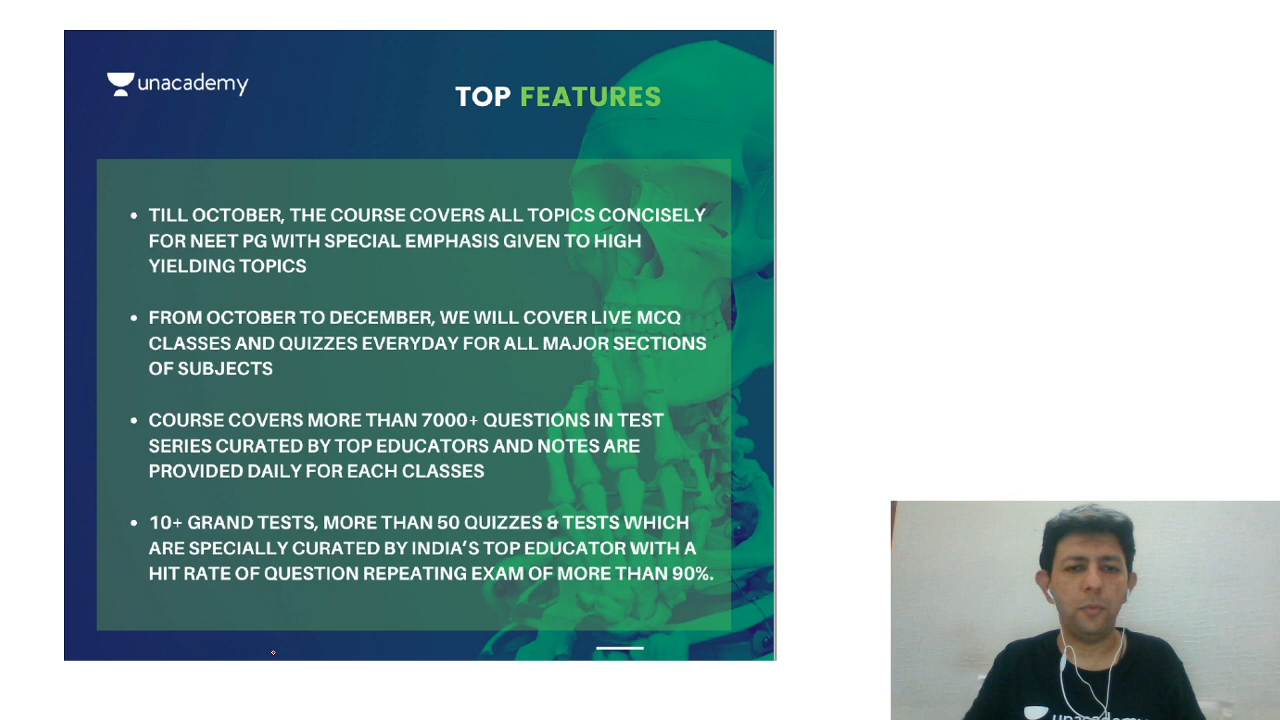 unacademy
TOP FEATURES
• TILL OCTOBER, THE COURSE COVERS ALL TOPICS CONCISELY
FOR NEET PG WITH SPECIAL EMPHASIS GIVEN TO HIGH
YIELDING TOPICS
• FROM OCTOBER TO DECEMBER, WE WILL COVER LIVE MCQ
CLASSES AND QUIZZES EVERYDAY FOR ALL MAJOR SECTIONS
OF SUBJECTS
• COURSE COVERS MORE THAN 7000+ QUESTIONS IN TEST
SERIES CURATED BY TOP EDUCATORS AND NOTES ARE
PROVIDED DAILY FOR EACH CLASSES
• 10+ GRAND TESTS, MORE THAN 50 QUIZZES & TESTS WHICH
ARE SPECIALLY CURATED BY INDIA'S TOP EDUCATOR WITH A
HIT RATE OF QUESTION REPEATING EXAM OF MORE THAN 90%.
unacademy